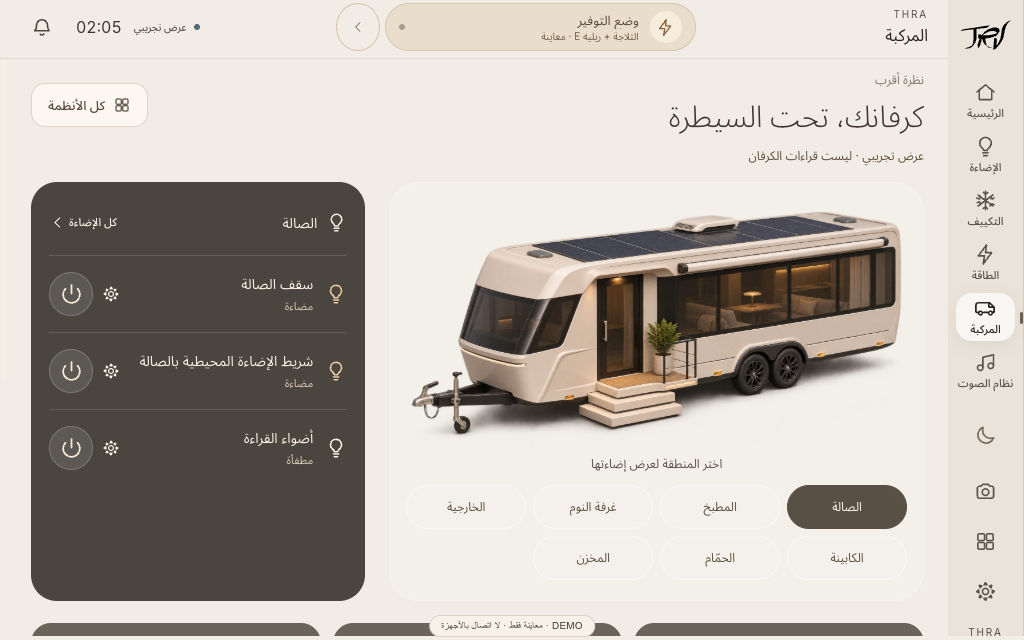 THRA
المركبة
وضع التوفير
الثلاجة + ريليه E · معاينة
عرض تجريبي
02:05
TRV
الرئيسية
الإضاءة
التكييف
الطاقة
المركبة
نظام الصوت
THRA
نظرة أقرب
كرفانك، تحت السيطرة
عرض تجريبي · ليست قراءات الكرفان
كل الأنظمة
اختر المنطقة لعرض إضاءتها
الصالة
المطبخ
غرفة النوم
الخارجية
الكابينة
الحمّام
المخزن
الصالة
كل الإضاءة
سقف الصالة
مضاءة
شريط الإضاءة المحيطية بالصالة
مضاءة
أضواء القراءة
مطفأة
DEMO · معاينة فقط · لا اتصال بالأجهزة